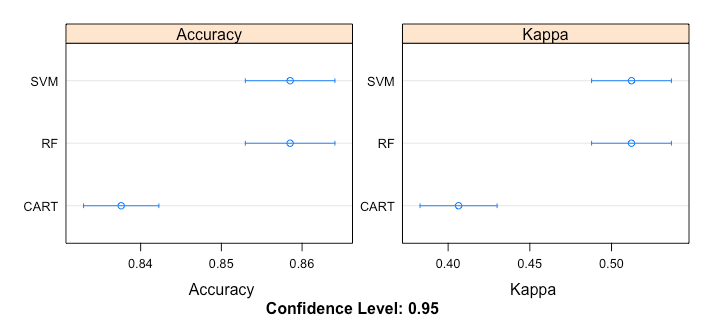 Accuracy
Kappa
SVM
RF
CART
SVM
RF
CART
0.84 0.85 0.86
0.40 0.45 0.50
Accuracy
Kappa
Confidence Level: 0.95